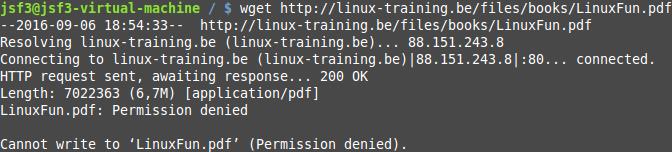 jsf3@jsf3-virtual-machine / $ wget http://linux-training.be/files/books/LinuxFun.pdf
--2016-09-06 18:54:33--  http://linux-training.be/files/books/LinuxFun.pdf
Resolving linux-training.be (linux-training.be)... 88.151.243.8
Connecting to linux-training.be (linux-training.be)|88.151.243.8|:80... connected.
HTTP request sent, awaiting response... 200 OK
Length: 7022363 (6,7M) [application/pdf]
LinuxFun.pdf: Permission denied
Cannot write to ‘LinuxFun.pdf’ (Permission denied).